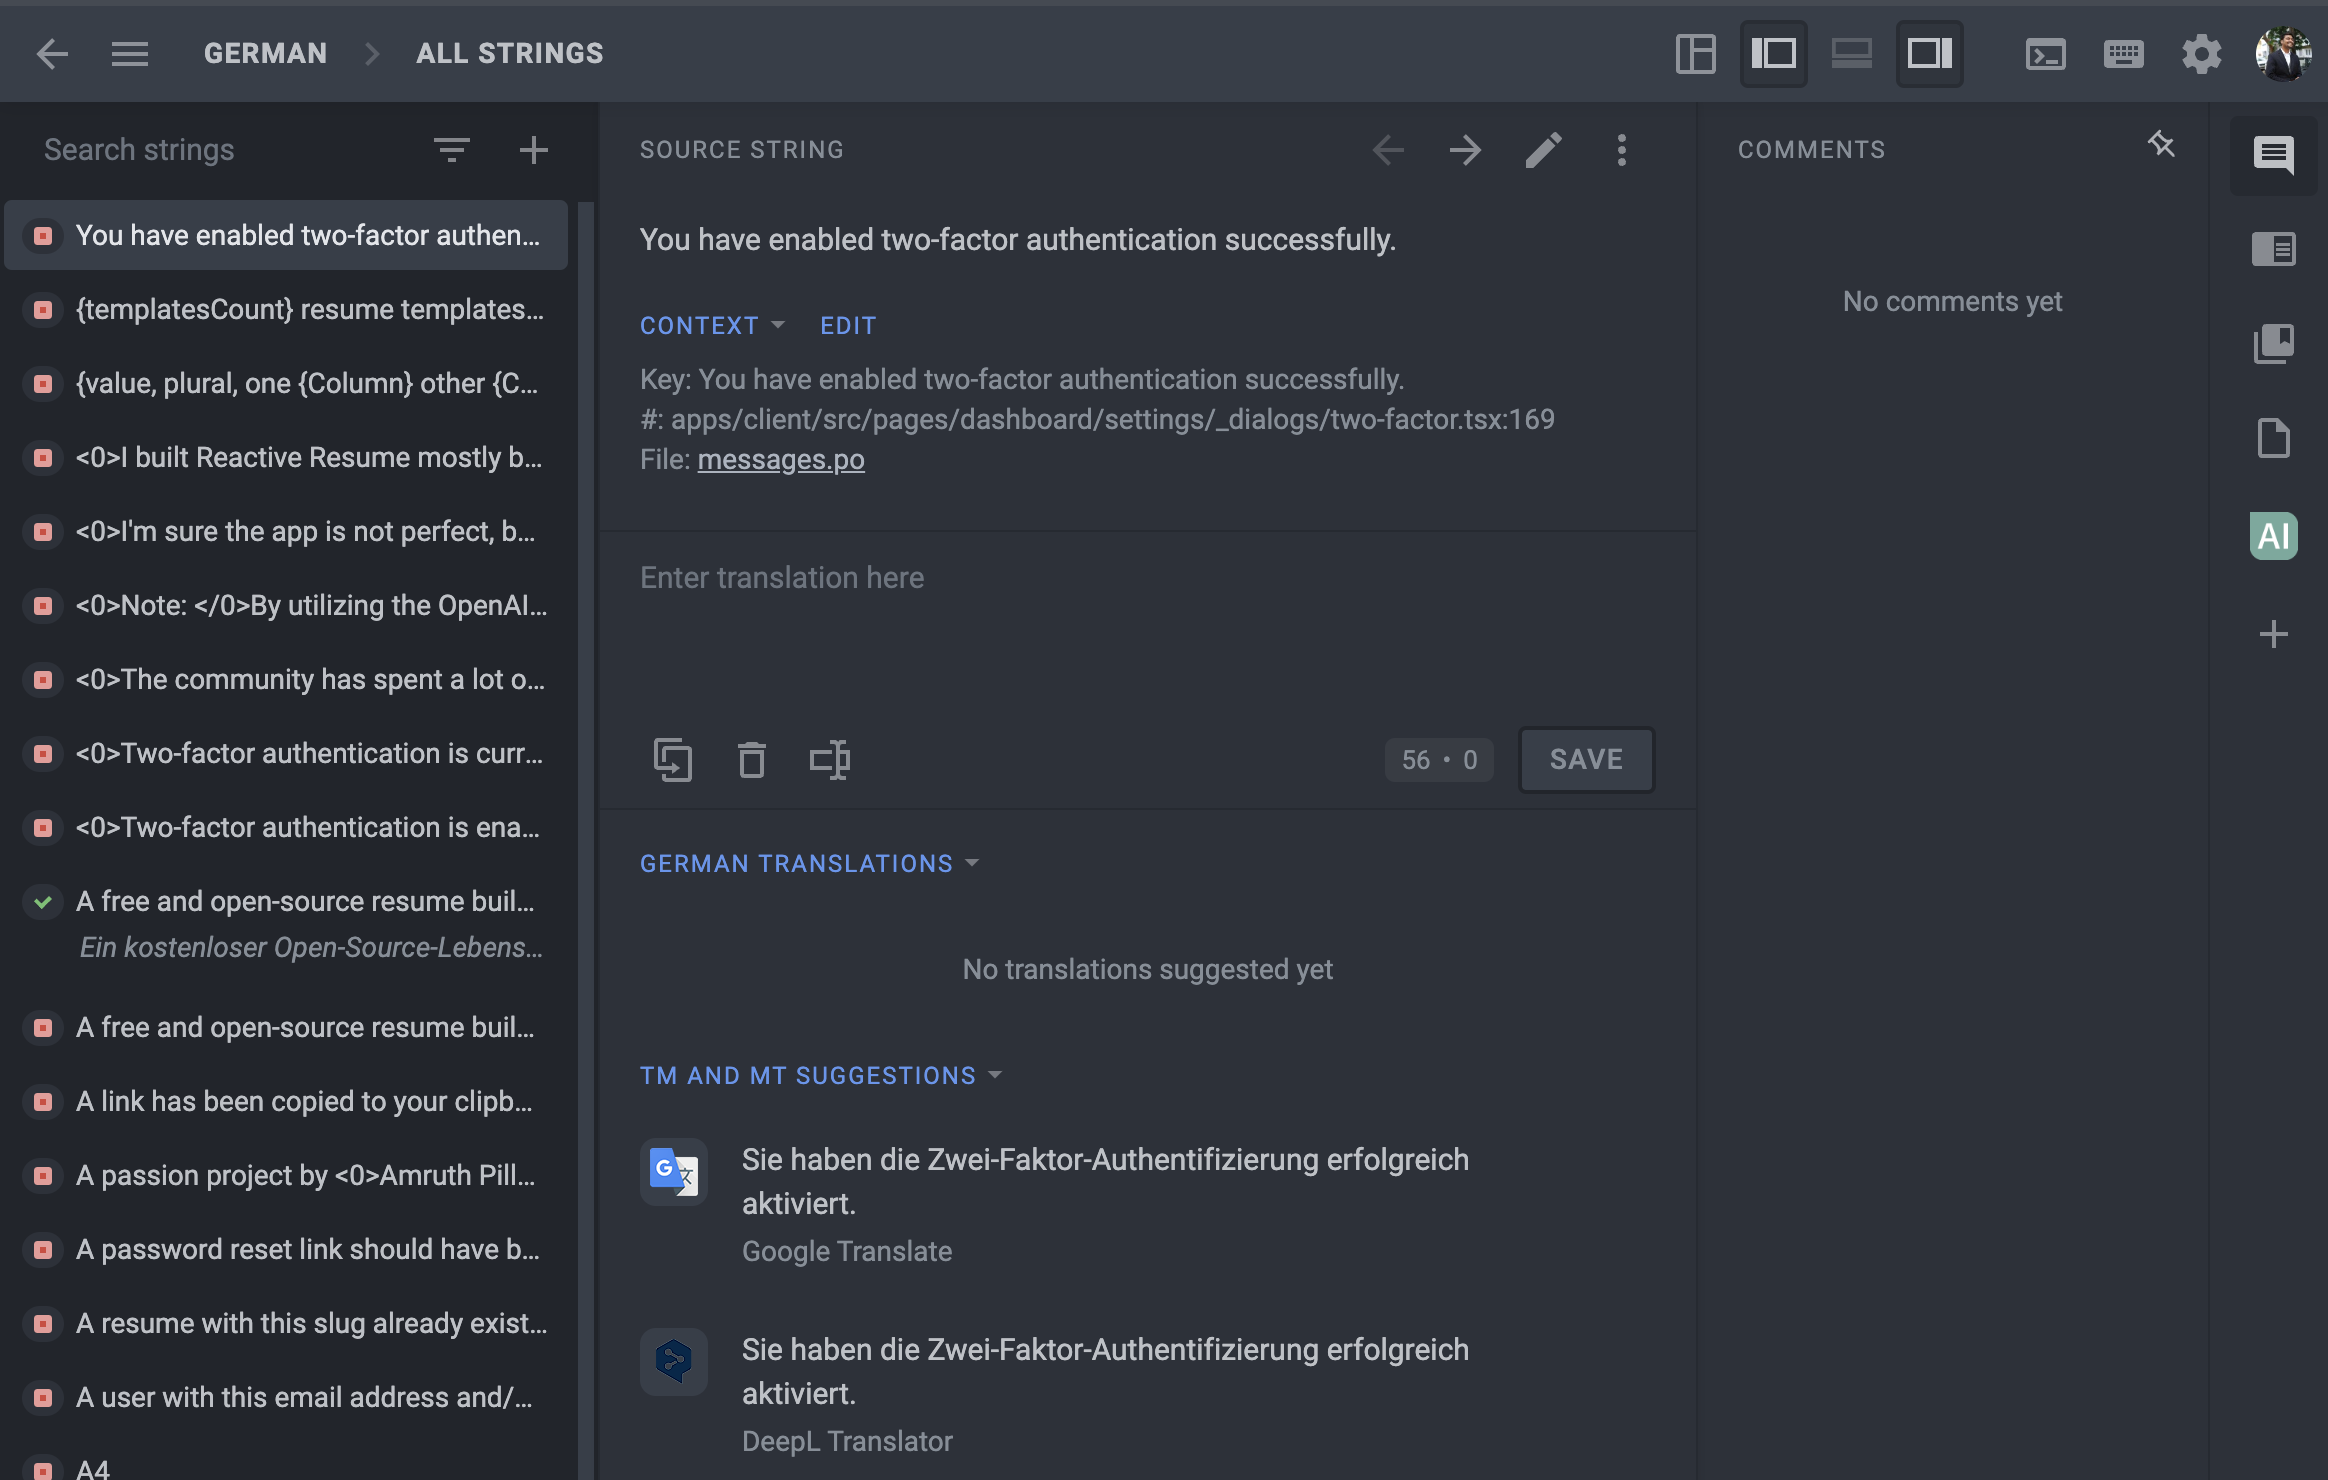 GERMAN
ALL STRINGS
Search strings
You have enabled two-factor authen...
{templatesCount} resume templates...
{value, plural, one {Column} other {C...
<0>I built Reactive Resume mostly b...
<0>I'm sure the app is not perfect, b...
<0>Note: </0>By utilizing the OpenAI...
<0>The community has spent a lot o...
<0>Two-factor authentication is curr...
<0>Two-factor authentication is ena...
A free and open-source resume buil...
Ein kostenloser Open-Source-Lebens...
A free and open-source resume buil...
A link has been copied to your clipb...
A passion project by <0>Amruth Pill...
A password reset link should have b...
A resume with this slug already exist...
A user with this email address and/...
A4
SOURCE STRING
You have enabled two-factor authentication successfully.
CONTEXT EDIT
Key: You have enabled two-factor authentication successfully.
#: apps/client/src/pages/dashboard/settings/_dialogs/two-factor.tsx:169
File: messages.po
Enter translation here
56 • 0
SAVE
GERMAN TRANSLATIONS
No translations suggested yet
TM AND MT SUGGESTIONS
Sie haben die Zwei-Faktor-Authentifizierung erfolgreich
aktiviert.
Google Translate
Sie haben die Zwei-Faktor-Authentifizierung erfolgreich
aktiviert.
DeepL Translator
COMMENTS
No comments yet
AI